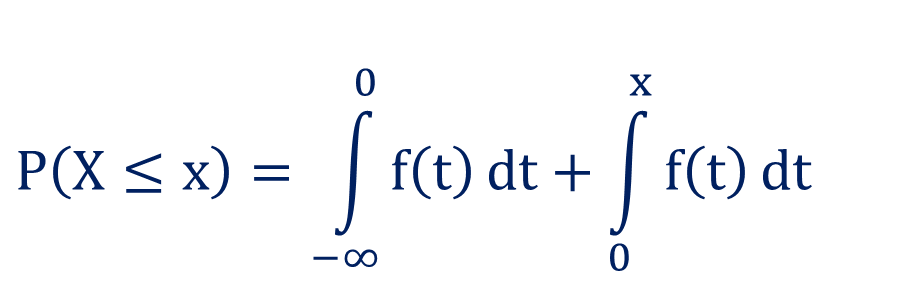 P(X ≤ x) = ∫_{−∞}^{0} f(t) dt + ∫_{0}^{x} f(t) dt